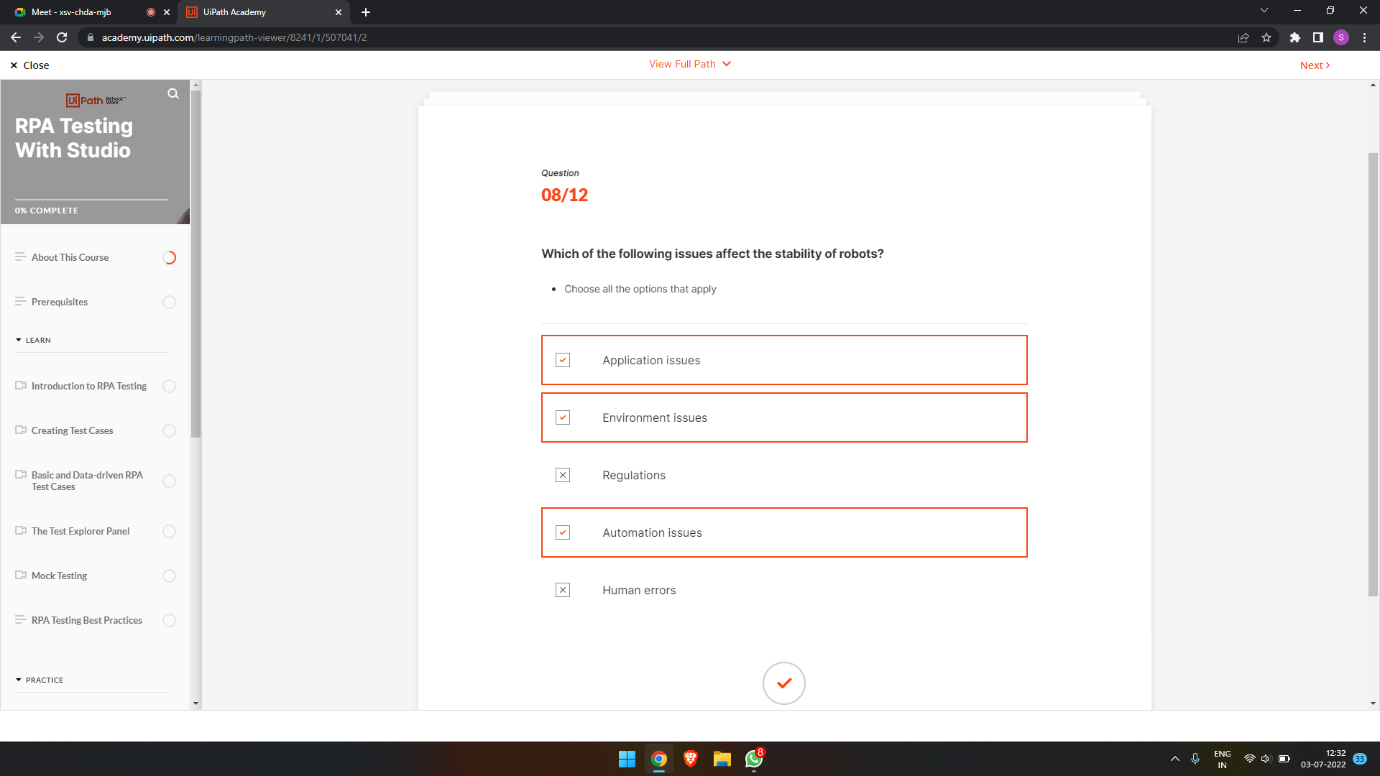 Meet - xsv-chda-mjb
UiPath Academy
academy.uipath.com/learningpath-viewer/8241/1/507041/2
S
Close
View Full Path
Next
UiPath
RPA Testing
With Studio
0% COMPLETE
About This Course
Prerequisites
LEARN
Introduction to RPA Testing
Creating Test Cases
Basic and Data-driven RPA
Test Cases
The Test Explorer Panel
Mock Testing
RPA Testing Best Practices
PRACTICE
Question
08/12
Which of the following issues affect the stability of robots?
Choose all the options that apply
Application issues
Environment issues
Regulations
Automation issues
Human errors
8
ENG
IN
12:32
03-07-2022
33